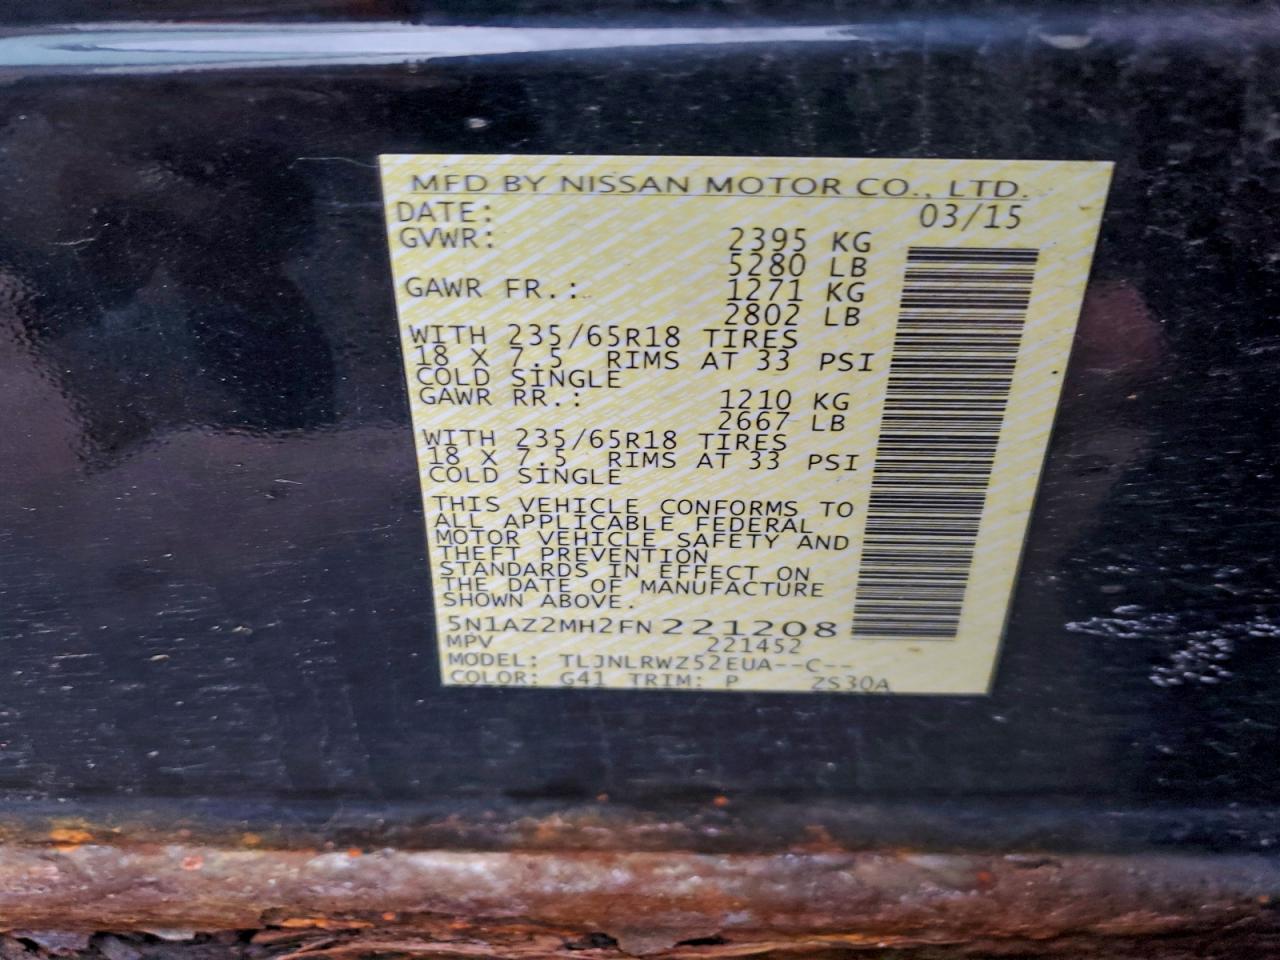 MFD BY NISSAN MOTOR CO., LTD.
DATE: 03/15
GVWR: 2395 KG
5280 LB
GAWR FR.: 1271 KG
2802 LB
WITH 235/65R18 TIRES
18 X 7.5 RIMS AT 33 PSI
COLD SINGLE
GAWR RR.: 1210 KG
2667 LB
WITH 235/65R18 TIRES
18 X 7.5 RIMS AT 33 PSI
COLD SINGLE
THIS VEHICLE CONFORMS TO
ALL APPLICABLE FEDERAL
MOTOR VEHICLE SAFETY AND
THEFT PREVENTION
STANDARDS IN EFFECT ON
THE DATE OF MANUFACTURE
SHOWN ABOVE.
5N1AZ2MH2FN221208
MPV 221452
MODEL: TLJNLRWZ52EUA--C--
COLOR: G41 TRIM: P ZS30A